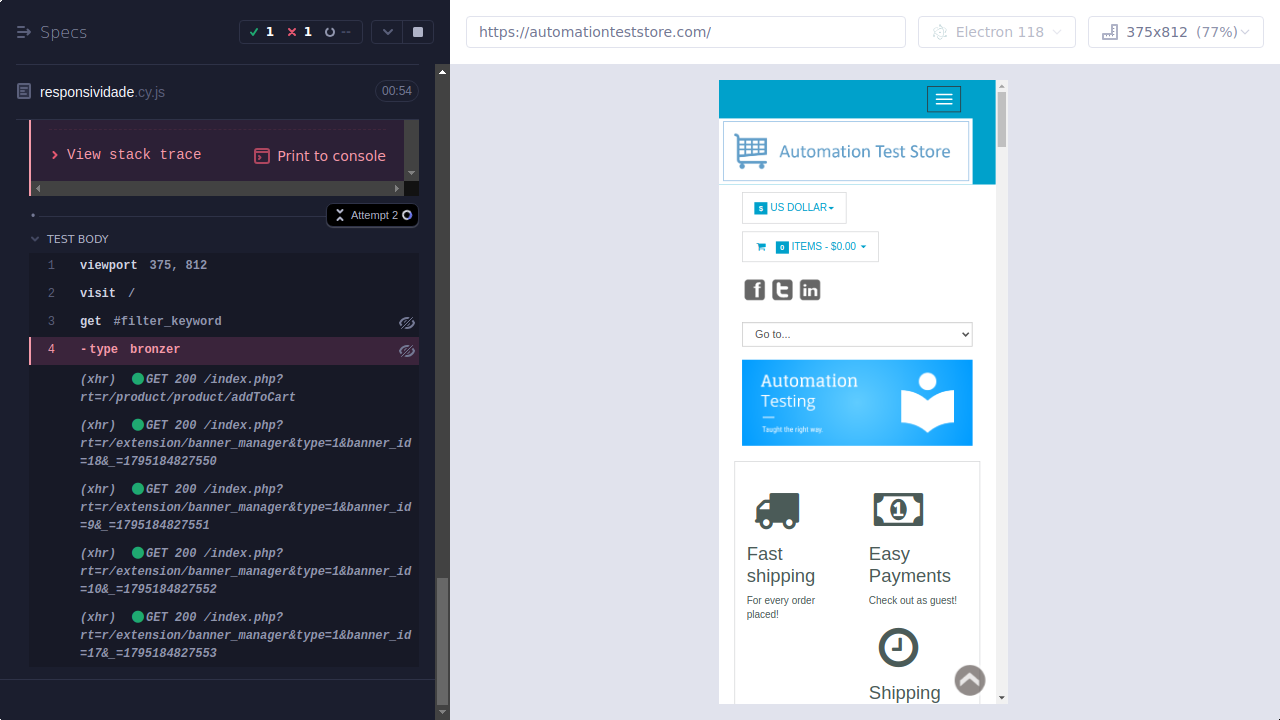 Specs
1
1
--
https://automationteststore.com/
Electron 118
375x812 (77%)
responsividade.cy.js
00:54
View stack trace
Print to console
Attempt 2
TEST BODY
1 viewport 375, 812
2 visit /
3 get #filter_keyword
4 -type bronzer
(xhr) GET 200 /index.php?
rt=r/product/product/addToCart
(xhr) GET 200 /index.php?
rt=r/extension/banner_manager&type=1&banner_id
=18&_=1795184827550
(xhr) GET 200 /index.php?
rt=r/extension/banner_manager&type=1&banner_id
=9&_=1795184827551
(xhr) GET 200 /index.php?
rt=r/extension/banner_manager&type=1&banner_id
=10&_=1795184827552
(xhr) GET 200 /index.php?
rt=r/extension/banner_manager&type=1&banner_id
=17&_=1795184827553
Automation Test Store
$ US DOLLAR
0 ITEMS - $0.00
f t in
Go to...
Automation
Testing
Taught the right way.
Fast
shipping
For every order
placed!
1
Easy
Payments
Check out as guest!
Shipping